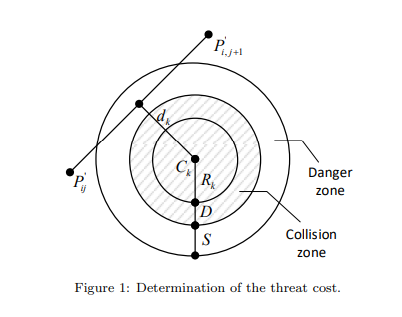 P'i,j+1
dk
Ck
Rk
P'ij
Danger
zone
D
Collision
zone
S
Figure 1: Determination of the threat cost.